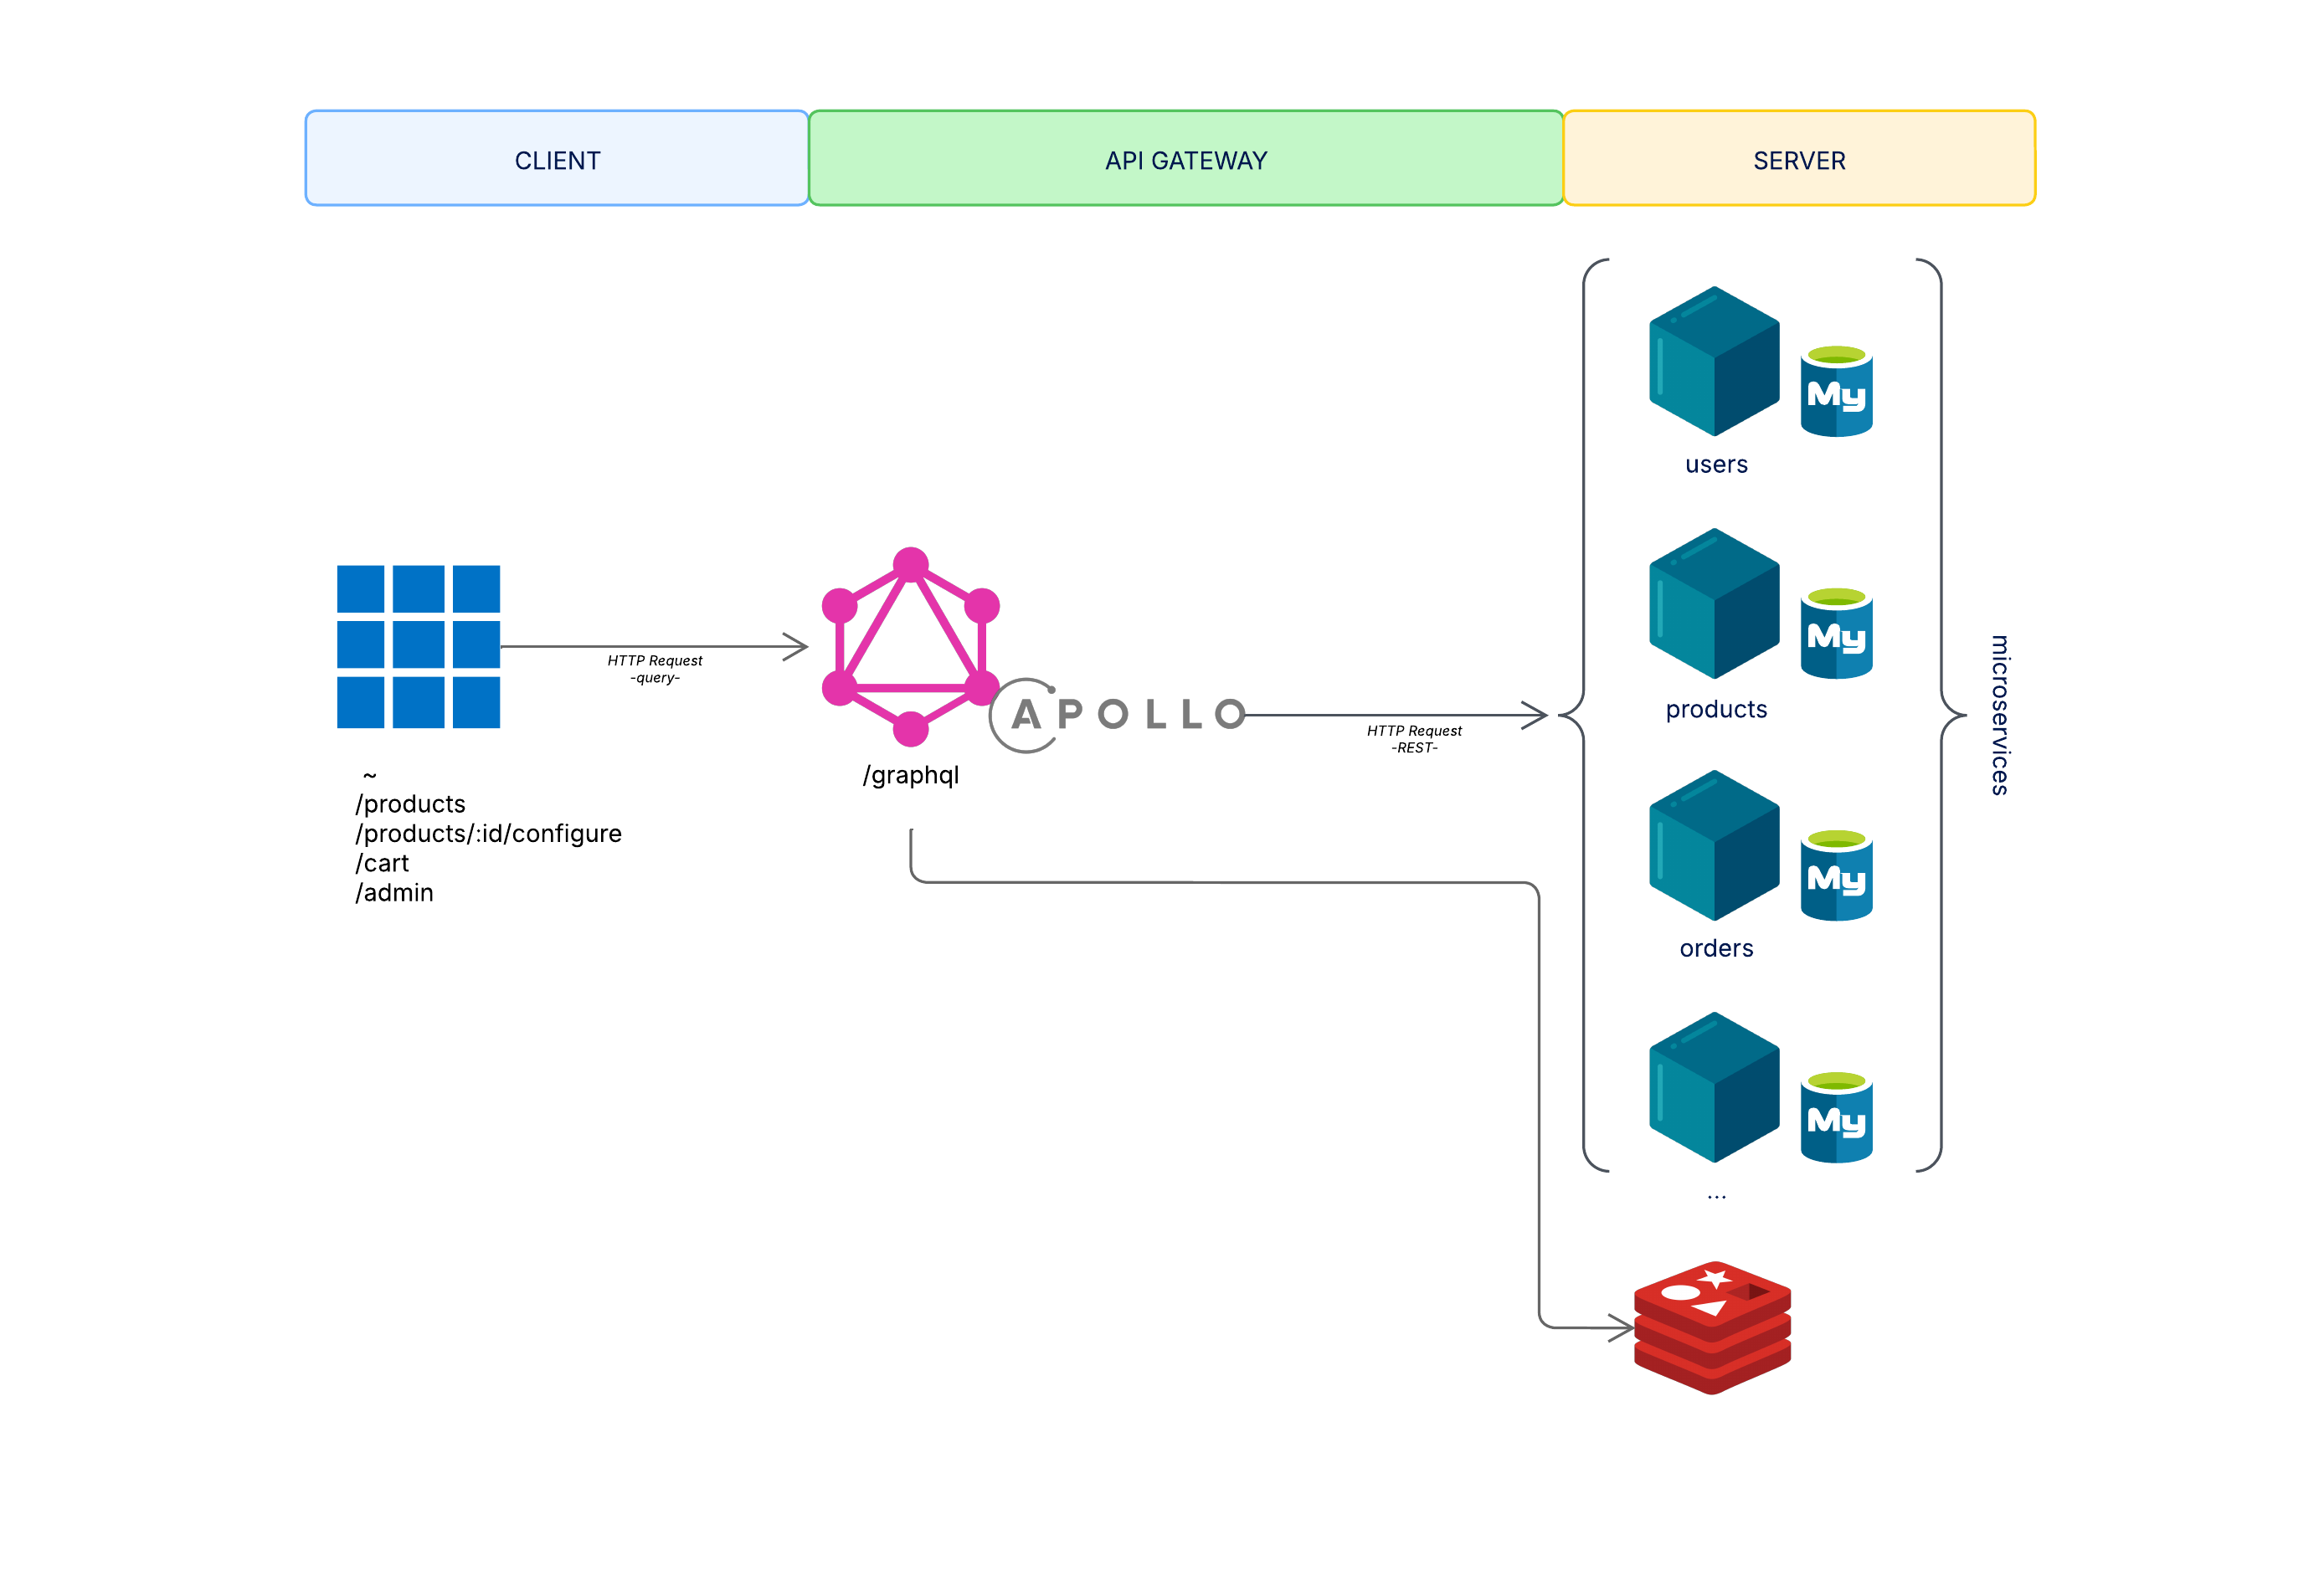 CLIENT
API GATEWAY
SERVER
My
users
My
products
HTTP Request
-query-
APOLLO
HTTP Request
-REST-
microservices
/graphql
~
/products
/products/:id/configure
/cart
/admin
My
orders
My
...